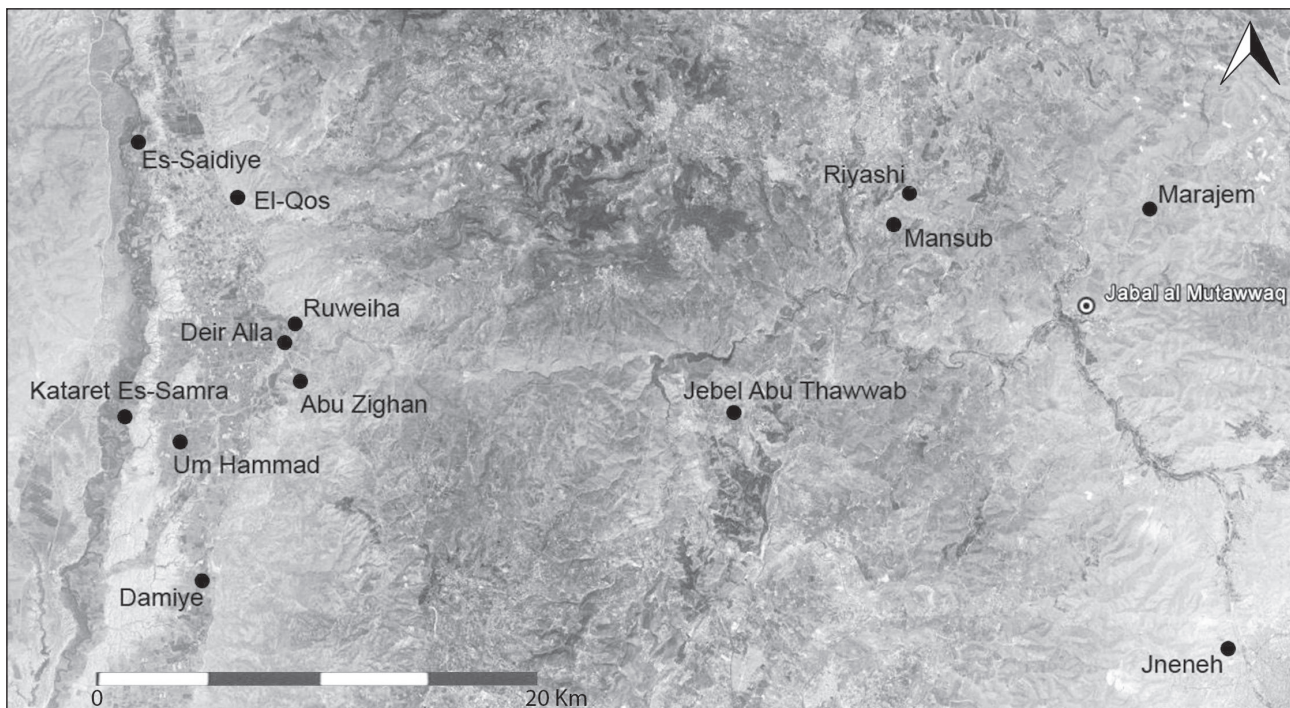 Es-Saidiye
El-Qos
Riyashi
Marajem
Mansub
Jabal al Mutawwaq
Ruweiha
Deir Alla
Kataret Es-Samra
Abu Zighan
Jebel Abu Thawwab
Um Hammad
Damiye
Jneneh
0
20 Km